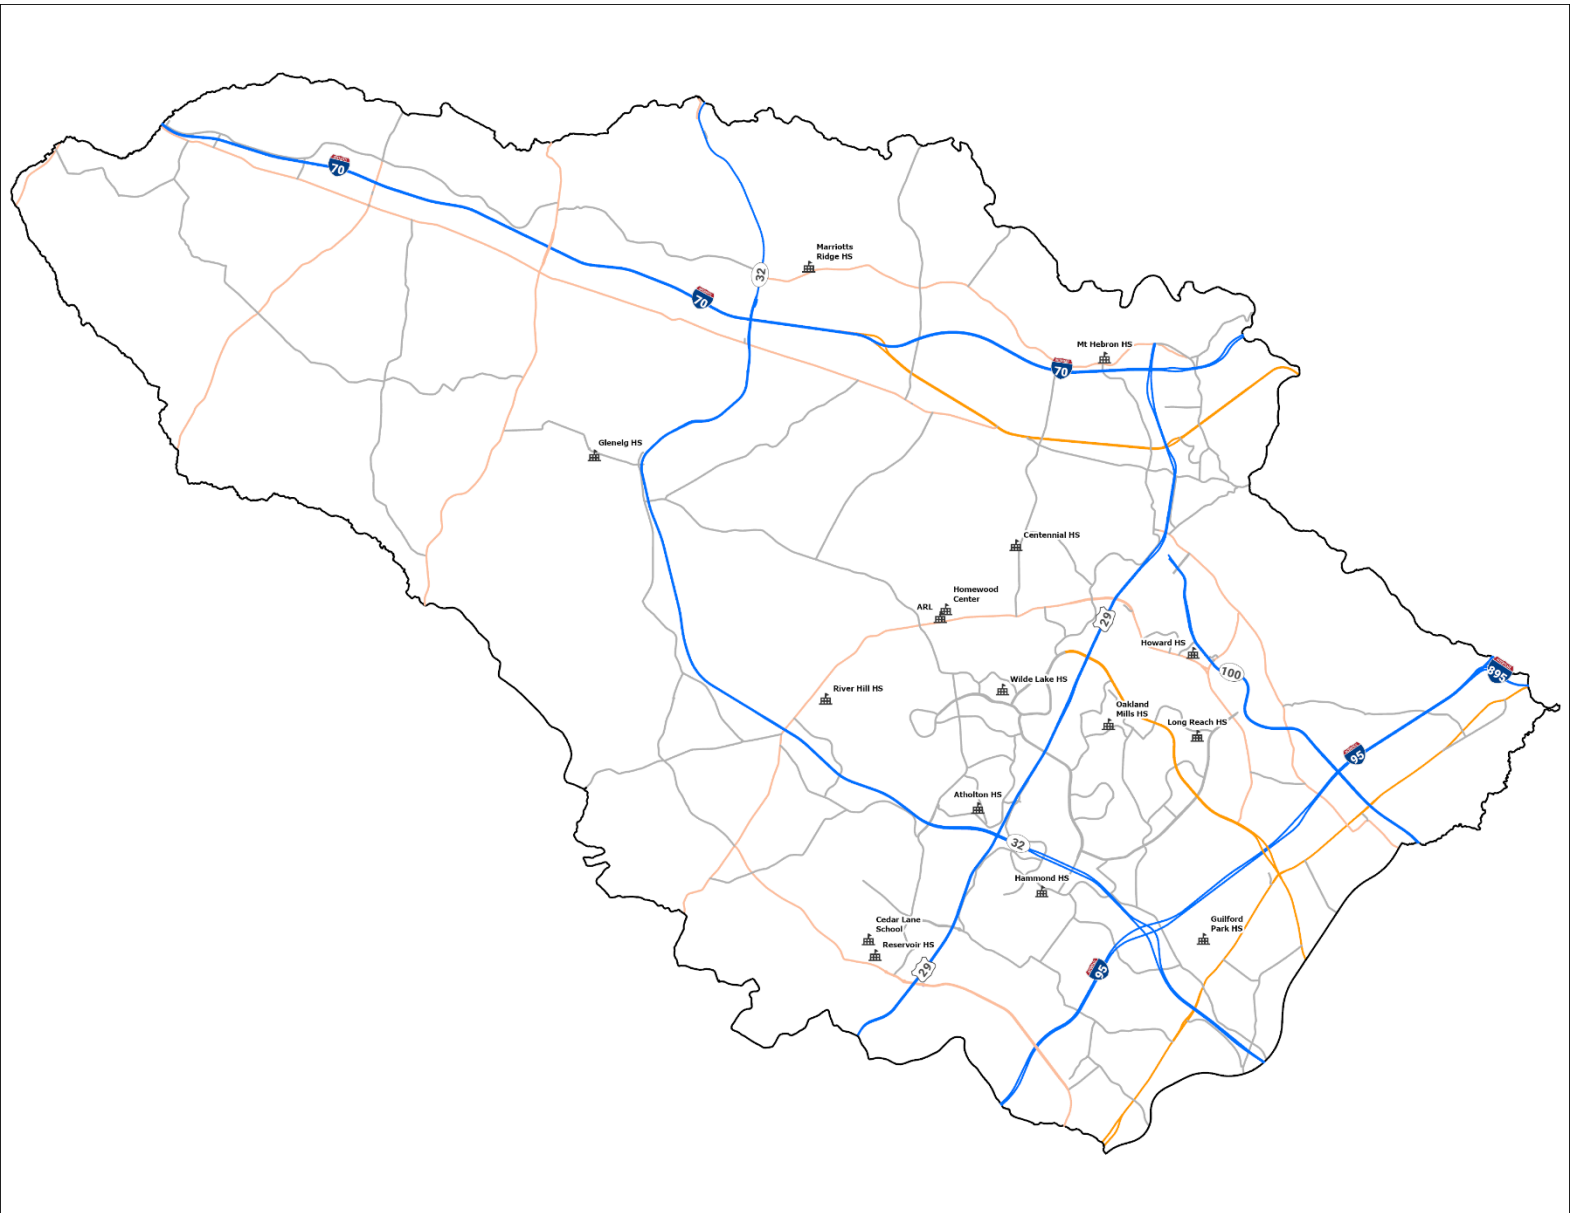 70
Marriotts
Ridge HS
32
70
Mt Hebron HS
70
Glenelg HS
Centennial HS
Homewood
Center
ARL
29
Howard HS
100
895
Wilde Lake HS
River Hill HS
Oakland
Mills HS
Long Reach HS
95
Atholton HS
32
Hammond HS
Cedar Lane
School
Guilford
Park HS
Reservoir HS
29
95